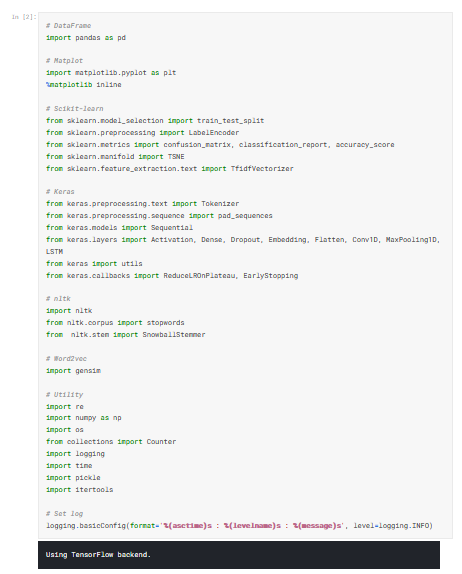 In [2]:
# DataFrame
import pandas as pd
# Matplot
import matplotlib.pyplot as plt
%matplotlib inline
# Scikit-learn
from sklearn.model_selection import train_test_split
from sklearn.preprocessing import LabelEncoder
from sklearn.metrics import confusion_matrix, classification_report, accuracy_score
from sklearn.manifold import TSNE
from sklearn.feature_extraction.text import TfidfVectorizer
# Keras
from keras.preprocessing.text import Tokenizer
from keras.preprocessing.sequence import pad_sequences
from keras.models import Sequential
from keras.layers import Activation, Dense, Dropout, Embedding, Flatten, Conv1D, MaxPooling1D,
LSTM
from keras import utils
from keras.callbacks import ReduceLROnPlateau, EarlyStopping
# nltk
import nltk
from nltk.corpus import stopwords
from  nltk.stem import SnowballStemmer
# Word2vec
import gensim
# Utility
import re
import numpy as np
import os
from collections import Counter
import logging
import time
import pickle
import itertools
# Set log
logging.basicConfig(format='%(asctime)s : %(levelname)s : %(message)s', level=logging.INFO)
Using TensorFlow backend.